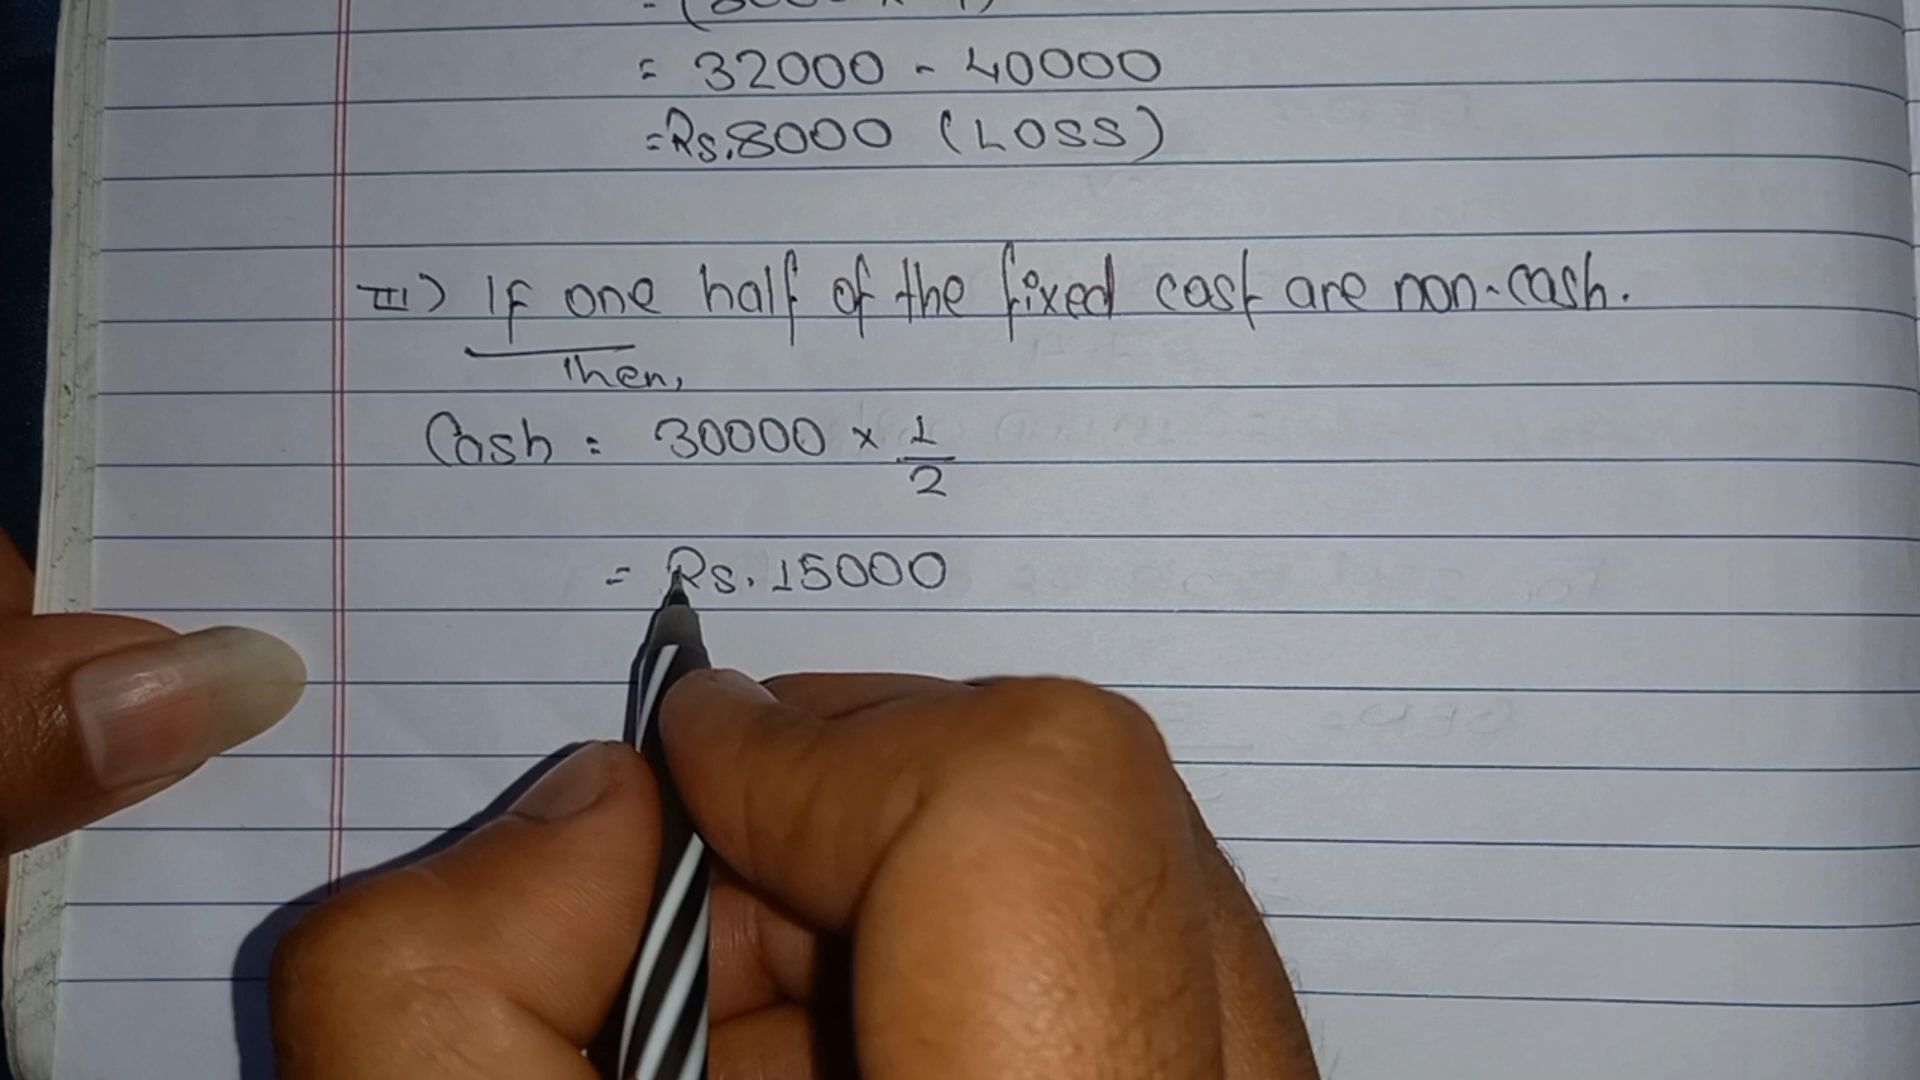 = 32000 - 40000
= Rs. 8000 (LOSS)
III) If one half of the fixed cost are non-cash.
Then,
Cash = 30000 × 1/2
= Rs. 15000